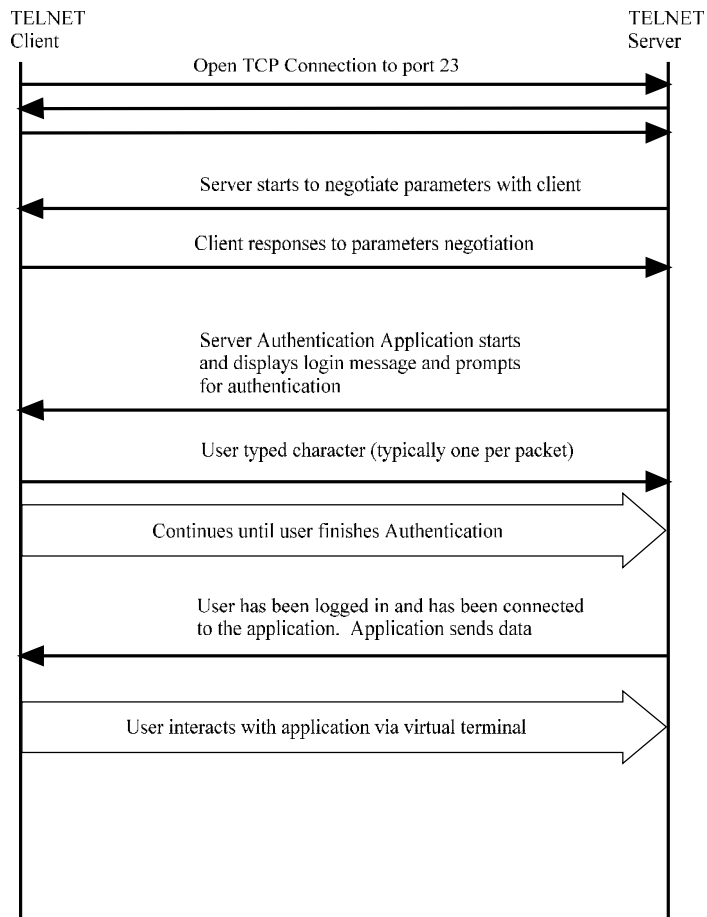 TELNET
Client
TELNET
Server
Open TCP Connection to port 23
Server starts to negotiate parameters with client
Client responses to parameters negotiation
Server Authentication Application starts
and displays login message and prompts
for authentication
User typed character (typically one per packet)
Continues until user finishes Authentication
User has been logged in and has been connected
to the application.  Application sends data
User interacts with application via virtual terminal